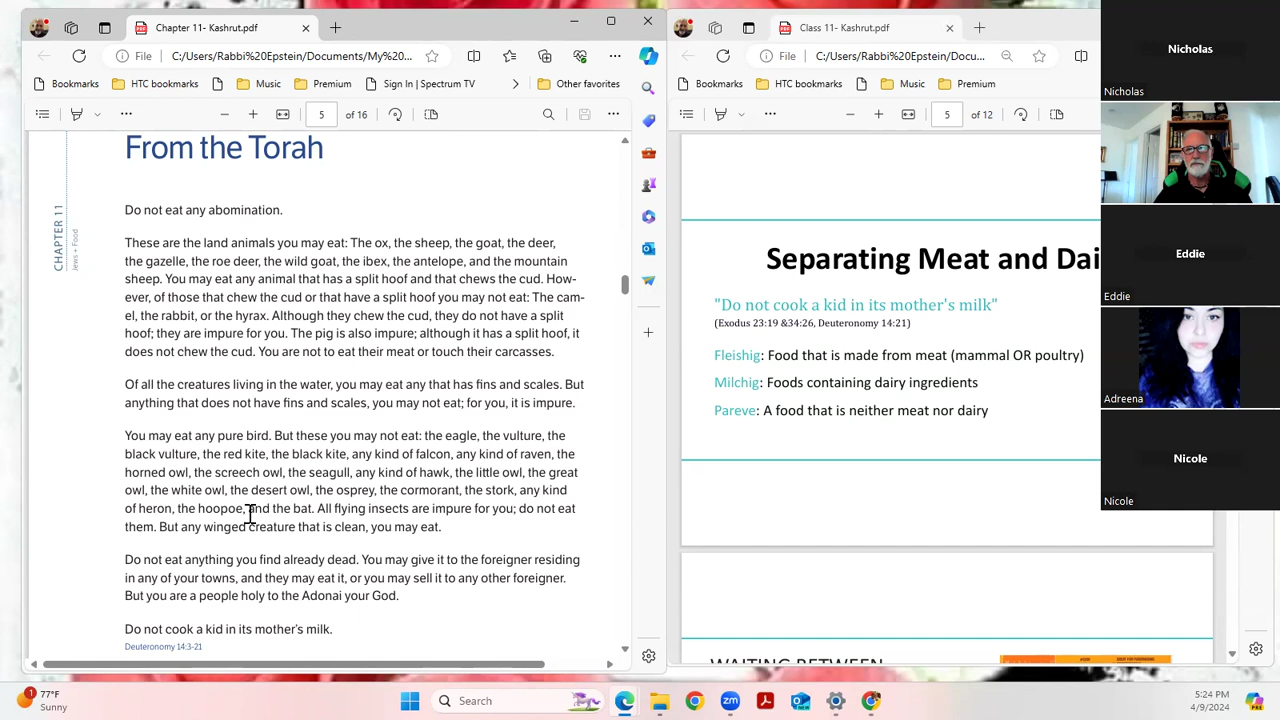 Chapter 11- Kashrut.pdf
File
C:/Users/Rabbi%20Epstein/Documents/My%20...
Bookmarks
HTC bookmarks
Music
Premium
Sign In | Spectrum TV
Other favorites
5
of 16
CHAPTER 11
Jews + Food
From the Torah
Do not eat any abomination.
These are the land animals you may eat: The ox, the sheep, the goat, the deer,
the gazelle, the roe deer, the wild goat, the ibex, the antelope, and the mountain
sheep. You may eat any animal that has a split hoof and that chews the cud. How-
ever, of those that chew the cud or that have a split hoof you may not eat: The cam-
el, the rabbit, or the hyrax. Although they chew the cud, they do not have a split
hoof; they are impure for you. The pig is also impure; although it has a split hoof, it
does not chew the cud. You are not to eat their meat or touch their carcasses.
Of all the creatures living in the water, you may eat any that has fins and scales. But
anything that does not have fins and scales, you may not eat; for you, it is impure.
You may eat any pure bird. But these you may not eat: the eagle, the vulture, the
black vulture, the red kite, the black kite, any kind of falcon, any kind of raven, the
horned owl, the screech owl, the seagull, any kind of hawk, the little owl, the great
owl, the white owl, the desert owl, the osprey, the cormorant, the stork, any kind
of heron, the hoopoe, and the bat. All flying insects are impure for you; do not eat
them. But any winged creature that is clean, you may eat.
Do not eat anything you find already dead. You may give it to the foreigner residing
in any of your towns, and they may eat it, or you may sell it to any other foreigner.
But you are a people holy to the Adonai your God.
Do not cook a kid in its mother's milk.
Deuteronomy 14:3-21
Class 11- Kashrut.pdf
File
C:/Users/Rabbi%20Epstein/Docu...
Bookmarks
HTC bookmarks
Music
Premium
5
of 12
Separating Meat and Dai
"Do not cook a kid in its mother's milk"
(Exodus 23:19 &34:26, Deuteronomy 14:21)
Fleishig: Food that is made from meat (mammal OR poultry)
Milchig: Foods containing dairy ingredients
Pareve: A food that is neither meat nor dairy
WAITING BETWEEN
Nicholas
Nicholas
Eddie
Eddie
Adreena
Nicole
Nicole
1
77°F
Sunny
Search
zm
5:24 PM
4/9/2024